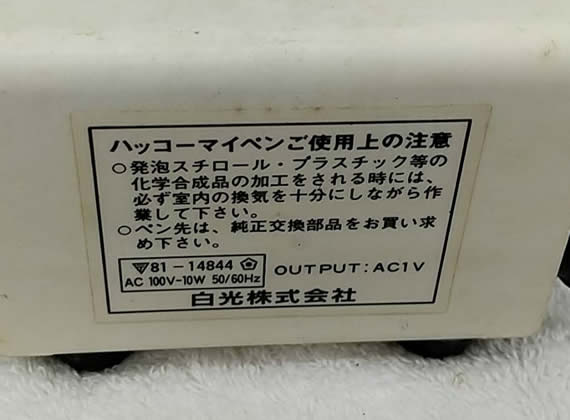 ハッコーマイペンご使用上の注意
○発泡スチロール・プラスチック等の
化学合成品の加工をされる時には、
必ず室内の換気を十分にしながら作
業して下さい。
○ペン先は、純正交換部品をお買い求
め下さい。
81－14844
AC 100V-10W 50/60Hz
OUTPUT:AC1V
白光株式会社